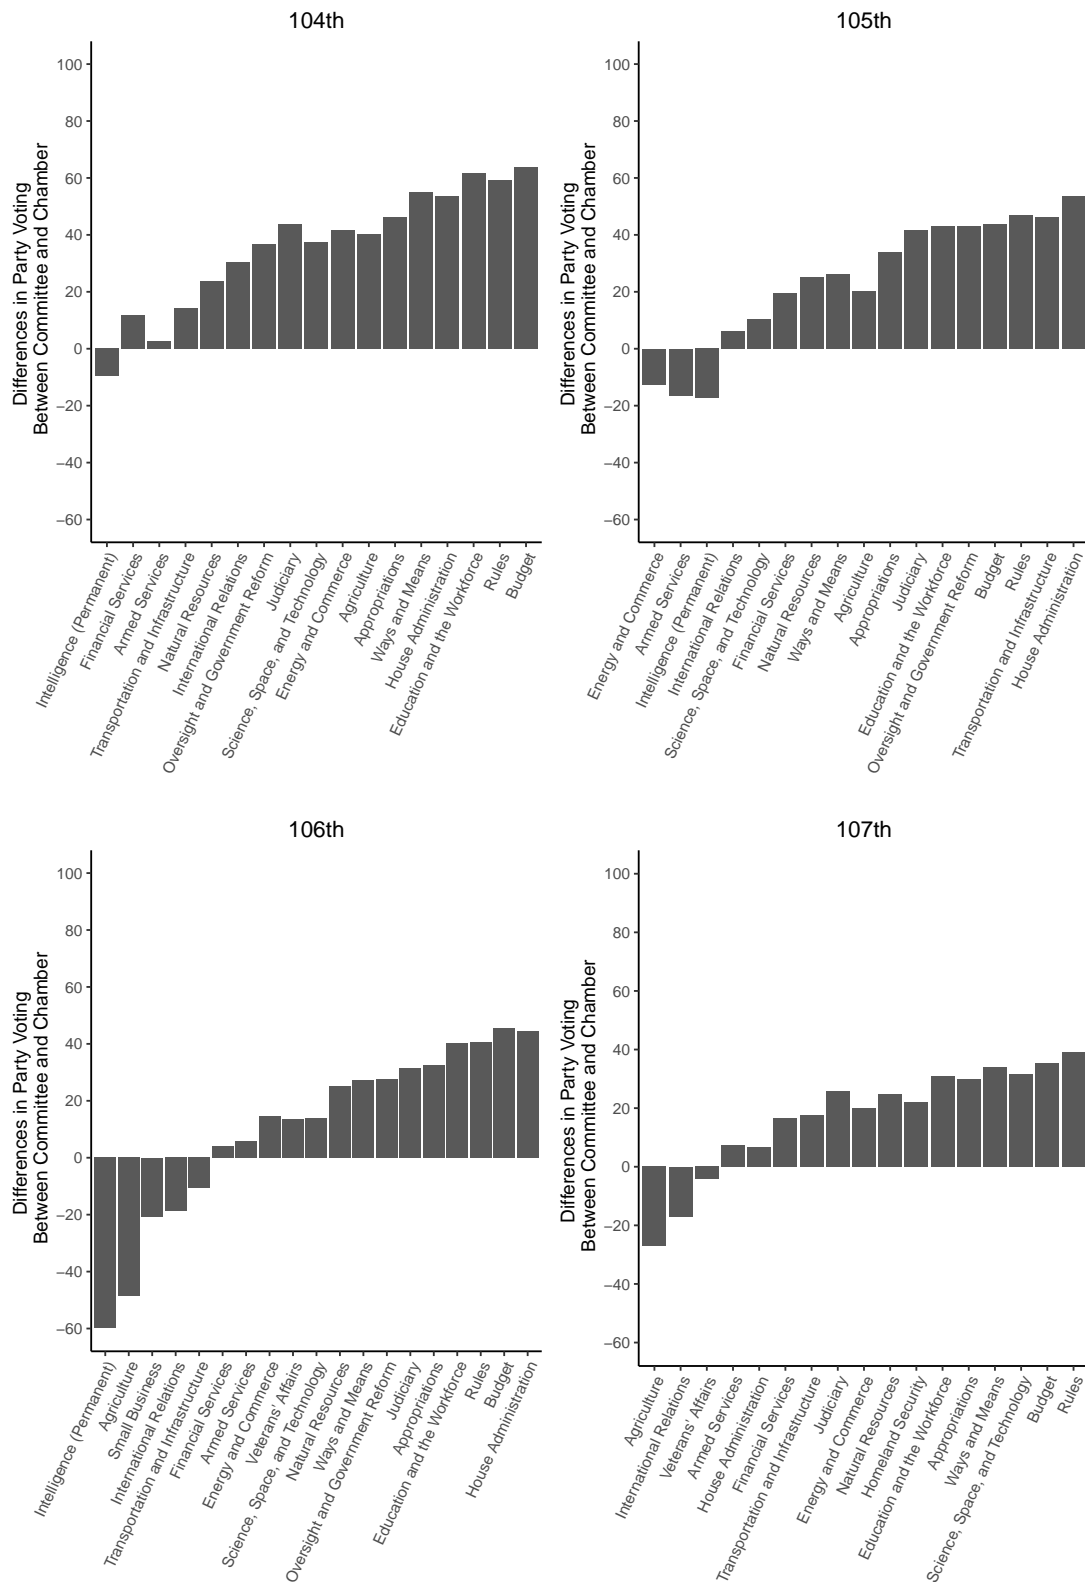 104th
Differences in Party Voting
Between Committee and Chamber
100
80
60
40
20
0
−20
−40
−60
Intelligence (Permanent)
Financial Services
Armed Services
Transportation and Infrastructure
Natural Resources
International Relations
Oversight and Government Reform
Judiciary
Science, Space, and Technology
Energy and Commerce
Agriculture
Appropriations
Ways and Means
House Administration
Education and the Workforce
Rules
Budget
105th
Differences in Party Voting
Between Committee and Chamber
100
80
60
40
20
0
−20
−40
−60
Energy and Commerce
Armed Services
Intelligence (Permanent)
International Relations
Science, Space, and Technology
Financial Services
Natural Resources
Ways and Means
Agriculture
Appropriations
Judiciary
Education and the Workforce
Oversight and Government Reform
Budget
Rules
Transportation and Infrastructure
House Administration
106th
Differences in Party Voting
Between Committee and Chamber
100
80
60
40
20
0
−20
−40
−60
Intelligence (Permanent)
Agriculture
Small Business
International Relations
Transportation and Infrastructure
Financial Services
Armed Services
Energy and Commerce
Veterans' Affairs
Science, Space, and Technology
Natural Resources
Ways and Means
Oversight and Government Reform
Judiciary
Appropriations
Education and the Workforce
Rules
Budget
House Administration
107th
Differences in Party Voting
Between Committee and Chamber
100
80
60
40
20
0
−20
−40
−60
Agriculture
International Relations
Veterans' Affairs
Armed Services
House Administration
Financial Services
Transportation and Infrastructure
Judiciary
Energy and Commerce
Natural Resources
Homeland Security
Education and the Workforce
Appropriations
Ways and Means
Science, Space, and Technology
Budget
Rules